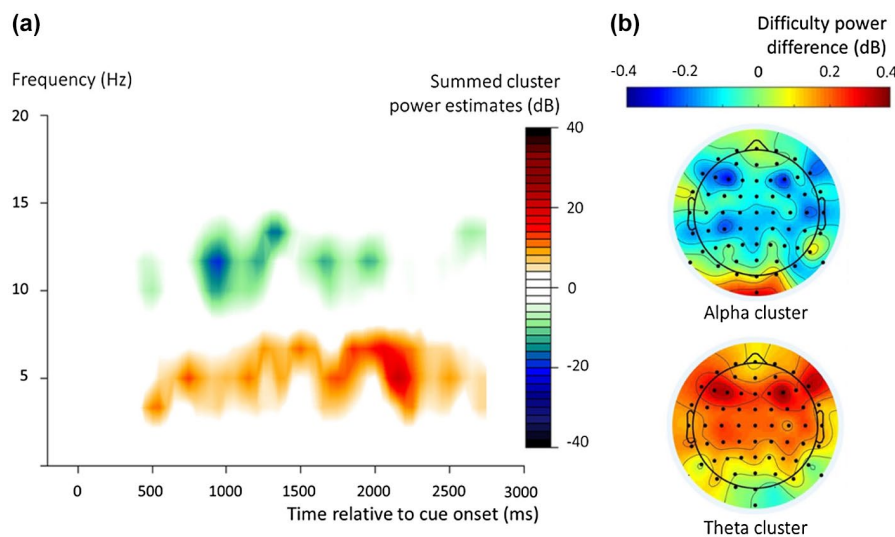 (a)
Frequency (Hz)
Summed cluster
power estimates (dB)
20
15
10
5
40
20
0
-20
-40
0
500
1000
1500
2000
2500
3000
Time relative to cue onset (ms)
(b)
Difficulty power
difference (dB)
-0.4
-0.2
0
0.2
0.4
Alpha cluster
Theta cluster